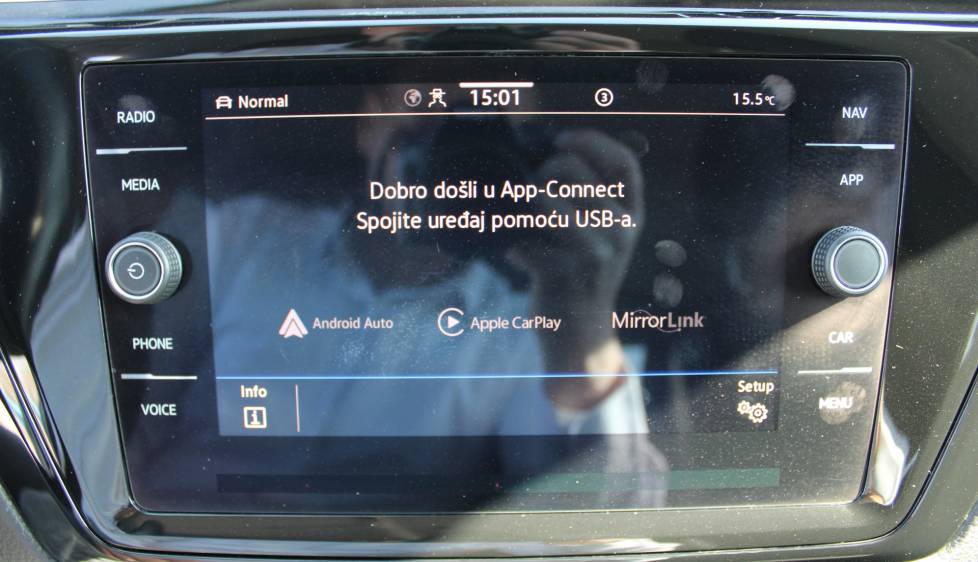 RADIO
MEDIA
PHONE
VOICE
Normal
15:01
3
15.5°C
Dobro došli u App-Connect
Spojite uređaj pomoću USB-a.
Android Auto
Apple CarPlay
MirrorLink
Info
i
Setup
NAV
APP
CAR
MENU